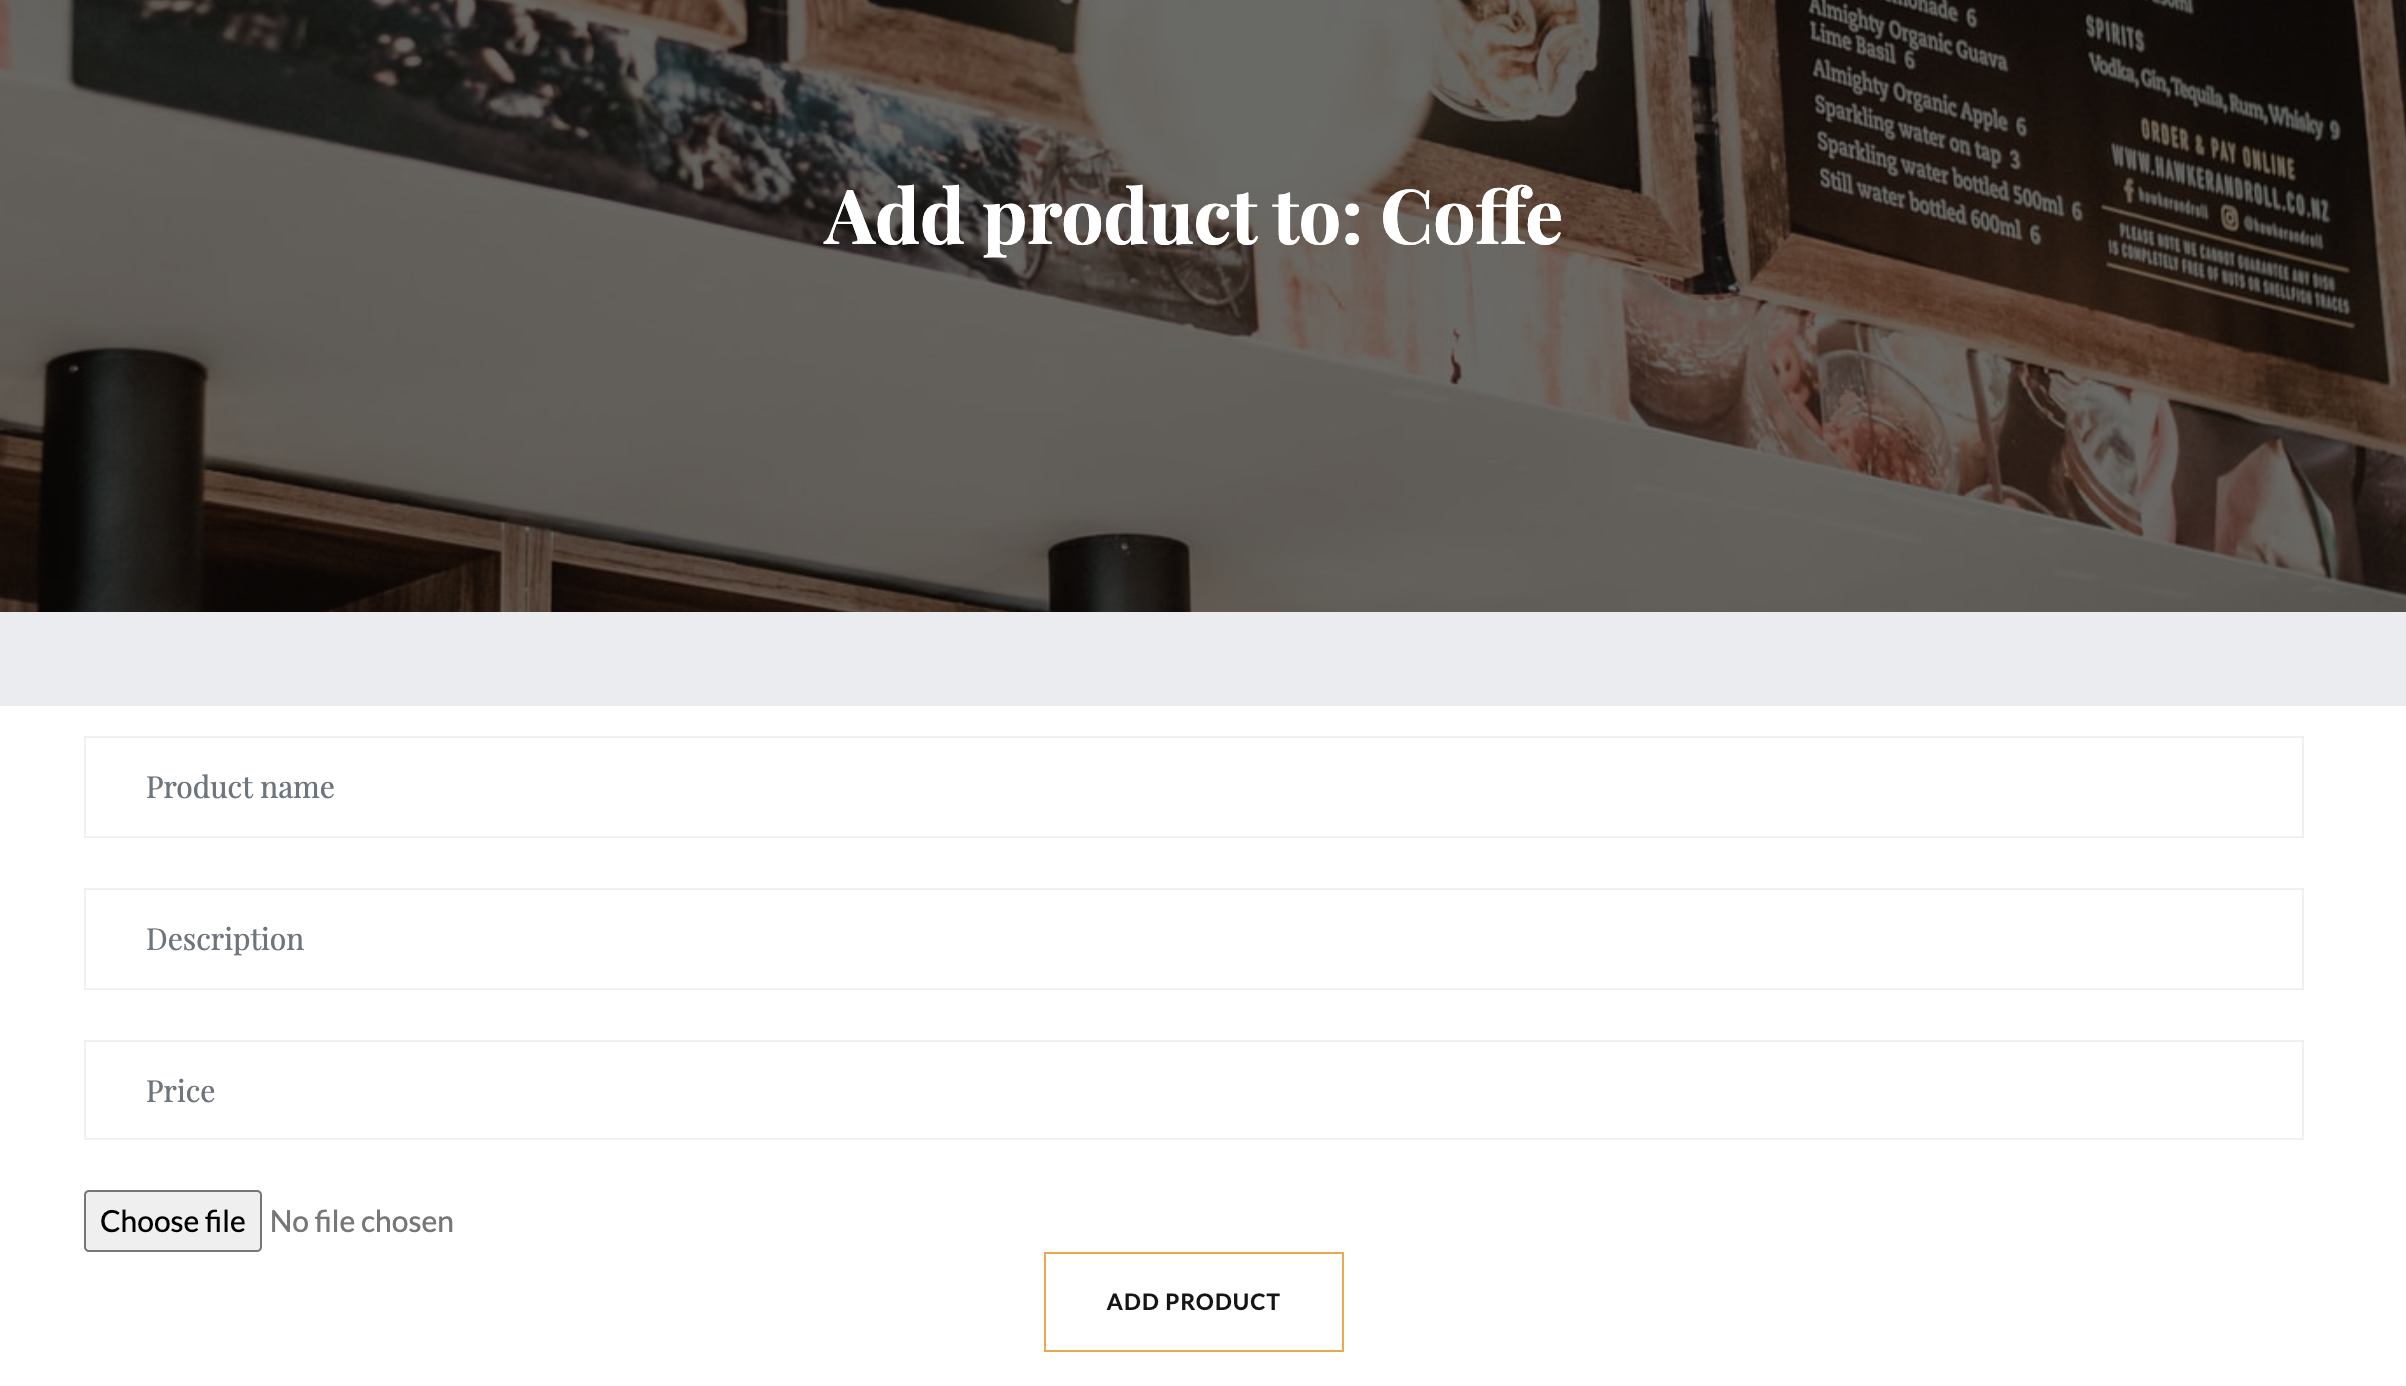 Almighty Organic Guava
Lime Basil 6
Almighty Organic Apple 6
Sparkling water on tap 3
Sparkling water bottled 500ml 6
Still water bottled 600ml 6
SPIRITS
Vodka, Gin, Tequila, Rum, Whisky 9
ORDER & PAY ONLINE
WWW.HAWKERANDROLL.CO.NZ
hawkerandroll @hawkerandroll
PLEASE NOTE WE CANNOT GUARANTEE ANY DISH
IS COMPLETELY FREE OF NUTS OR SHELLFISH TRACES
Add product to: Coffe
Product name
Description
Price
Choose file No file chosen
ADD PRODUCT